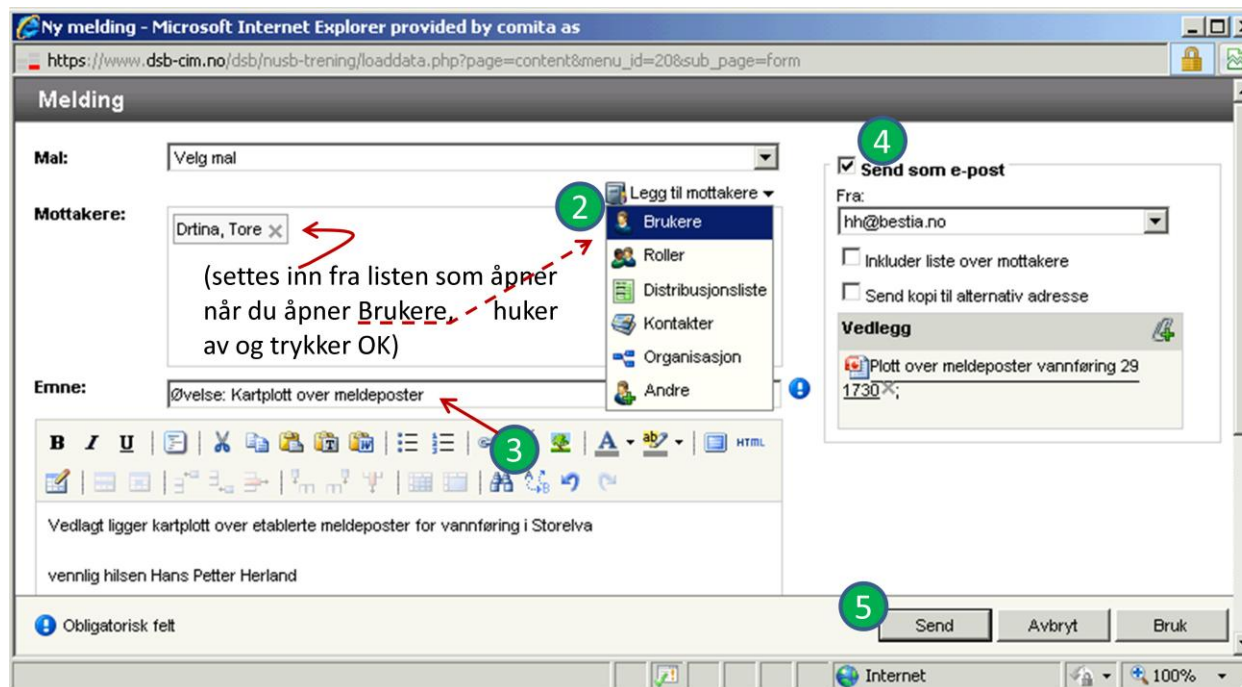 Ny melding - Microsoft Internet Explorer provided by comita as
https://www.dsb-cim.no/dsb/nusb-trening/loaddata.php?page=content&menu_id=20&sub_page=form
Melding
Mal:
Velg mal
Legg til mottakere
2
Mottakere:
Drtina, Tore
(settes inn fra listen som åpner
når du åpner Brukere, huker
av og trykker OK)
Brukere
Roller
Distribusjonsliste
Kontakter
Organisasjon
Andre
Emne:
Øvelse: Kartplott over meldeposter
3
B I U
A
ab
HTML
Vedlagt ligger kartplott over etablerte meldeposter for vannføring i Storelva
vennlig hilsen Hans Petter Herland
4
Send som e-post
Fra:
hh@bestia.no
Inkluder liste over mottakere
Send kopi til alternativ adresse
Vedlegg
Plott over meldeposter vannføring 29
1730;
Obligatorisk felt
5
Send
Avbryt
Bruk
Internet
100%